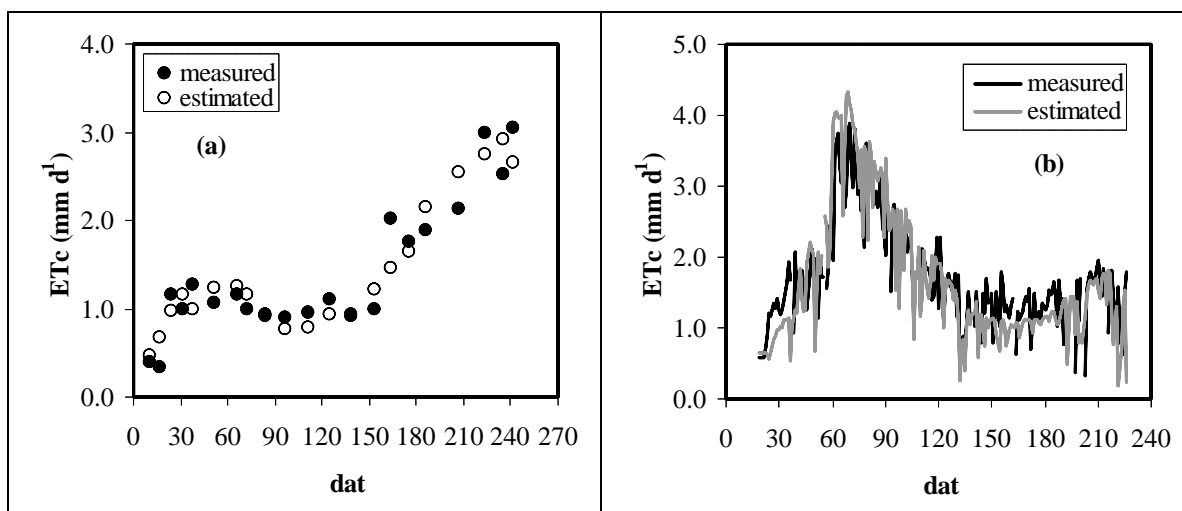 4.0
3.0
2.0
1.0
0.0
ETc (mm d1)
measured
estimated
(a)
0 30 60 90 120 150 180 210 240 270
dat
5.0
4.0
3.0
2.0
1.0
0.0
ETc (mm d1)
measured
estimated
(b)
0 30 60 90 120 150 180 210 240
dat